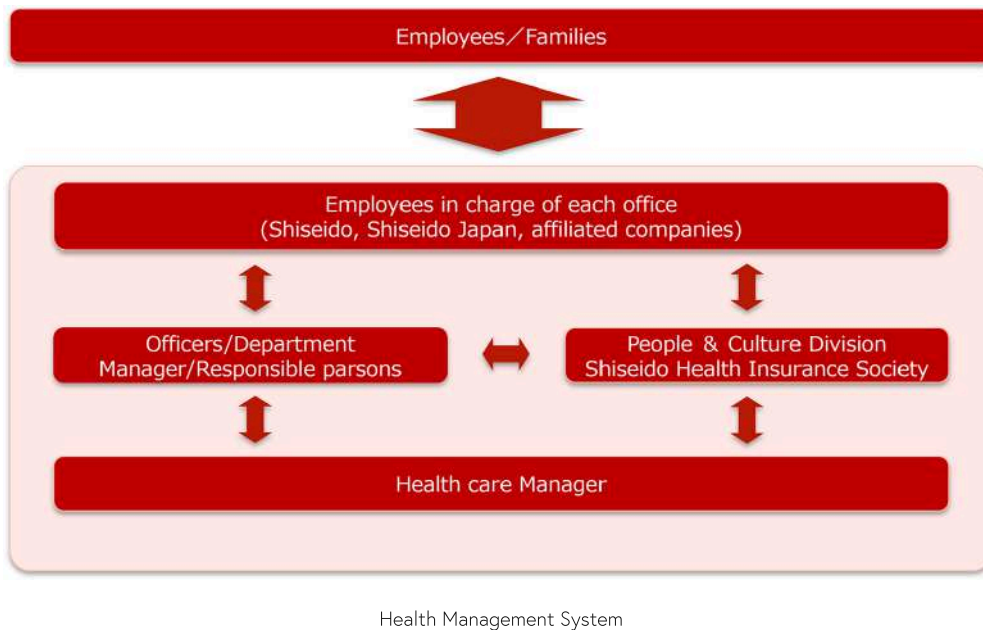 Employees／Families
Employees in charge of each office
(Shiseido, Shiseido Japan, affiliated companies)
Officers/Department
Manager/Responsible parsons
People & Culture Division
Shiseido Health Insurance Society
Health care Manager
Health Management System